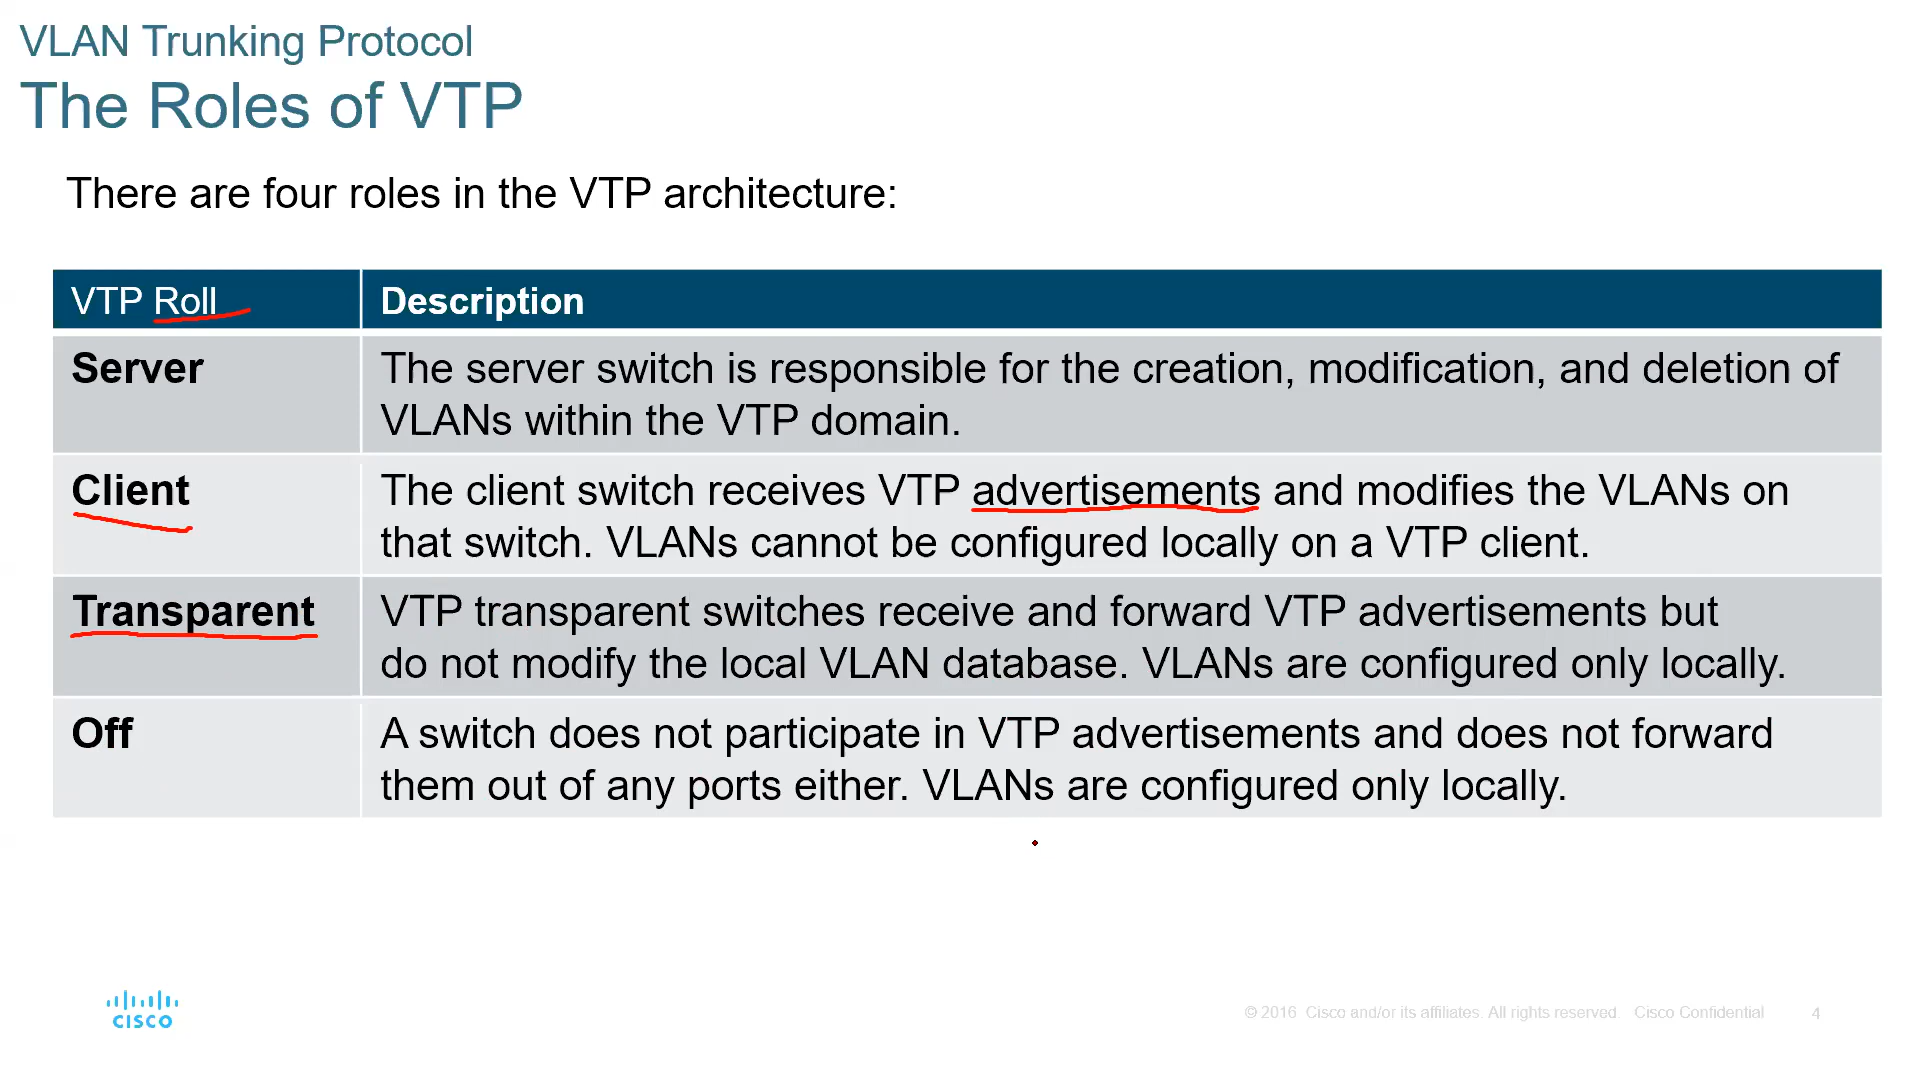 VLAN Trunking Protocol
The Roles of VTP
There are four roles in the VTP architecture:
VTP Roll
Description
Server
The server switch is responsible for the creation, modification, and deletion of
VLANs within the VTP domain.
Client
The client switch receives VTP advertisements and modifies the VLANs on
that switch. VLANs cannot be configured locally on a VTP client.
Transparent
VTP transparent switches receive and forward VTP advertisements but
do not modify the local VLAN database. VLANs are configured only locally.
Off
A switch does not participate in VTP advertisements and does not forward
them out of any ports either. VLANs are configured only locally.
CISCO
© 2016 Cisco and/or its affiliates. All rights reserved. Cisco Confidential
4